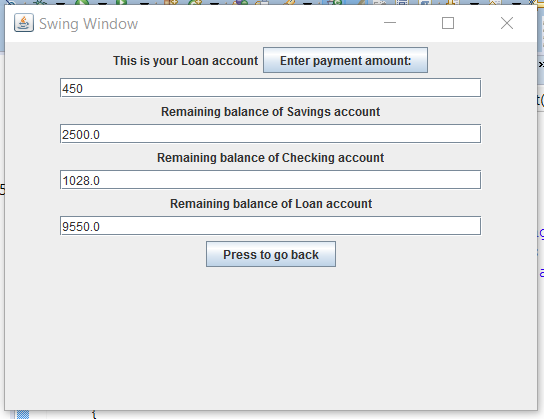 Swing Window
This is your Loan account Enter payment amount:
450
Remaining balance of Savings account
2500.0
Remaining balance of Checking account
1028.0
Remaining balance of Loan account
9550.0
Press to go back
{